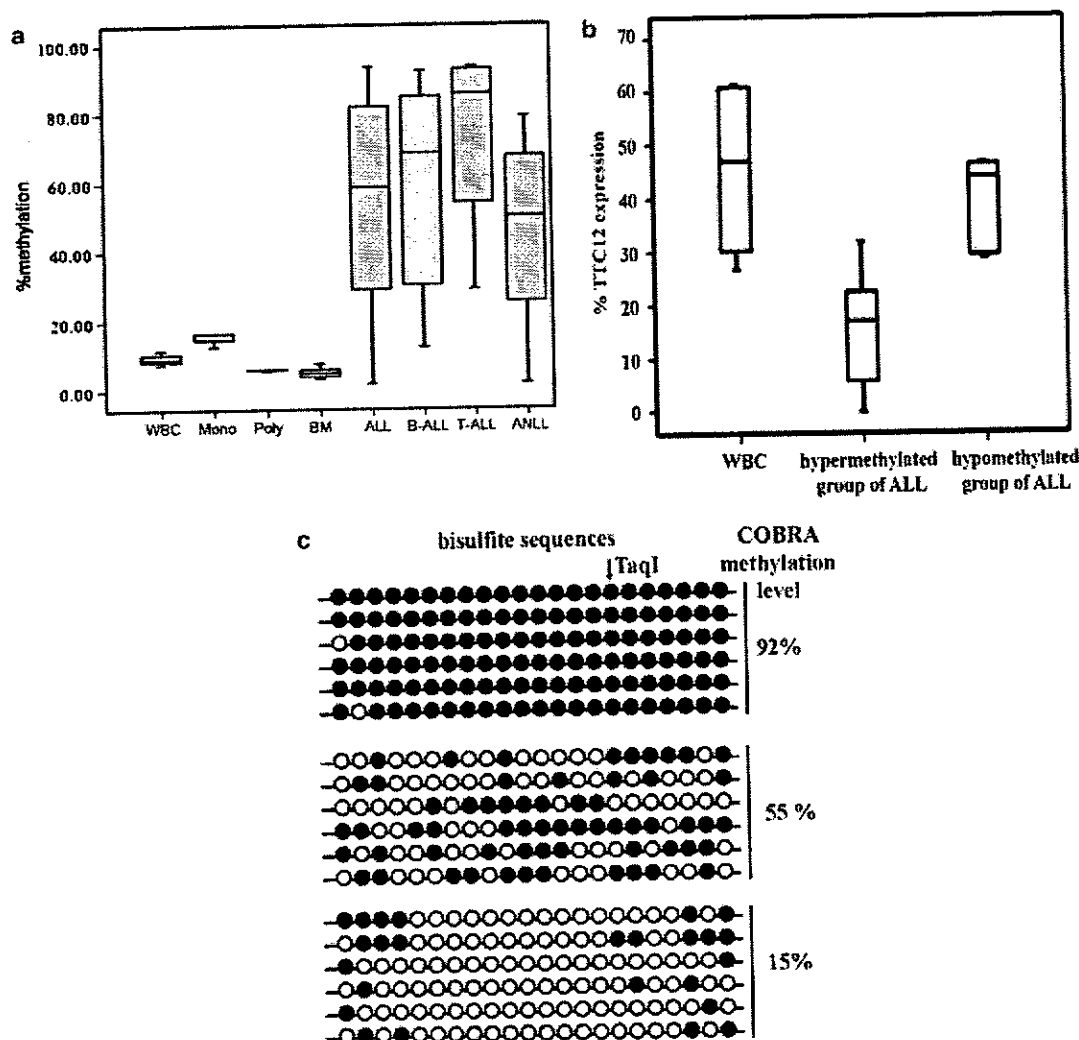 a
100.00
80.00
60.00
40.00
20.00
0.00
%methylation
WBC Mono Poly BM ALL B-ALL T-ALL ANLL
b
70
60
50
40
30
20
10
0
% TTC12 expression
WBC
hypermethylated
group of ALL
hypomethylated
group of ALL
c
bisulfite sequences
↓TaqI
COBRA
methylation
level
92%
55 %
15%